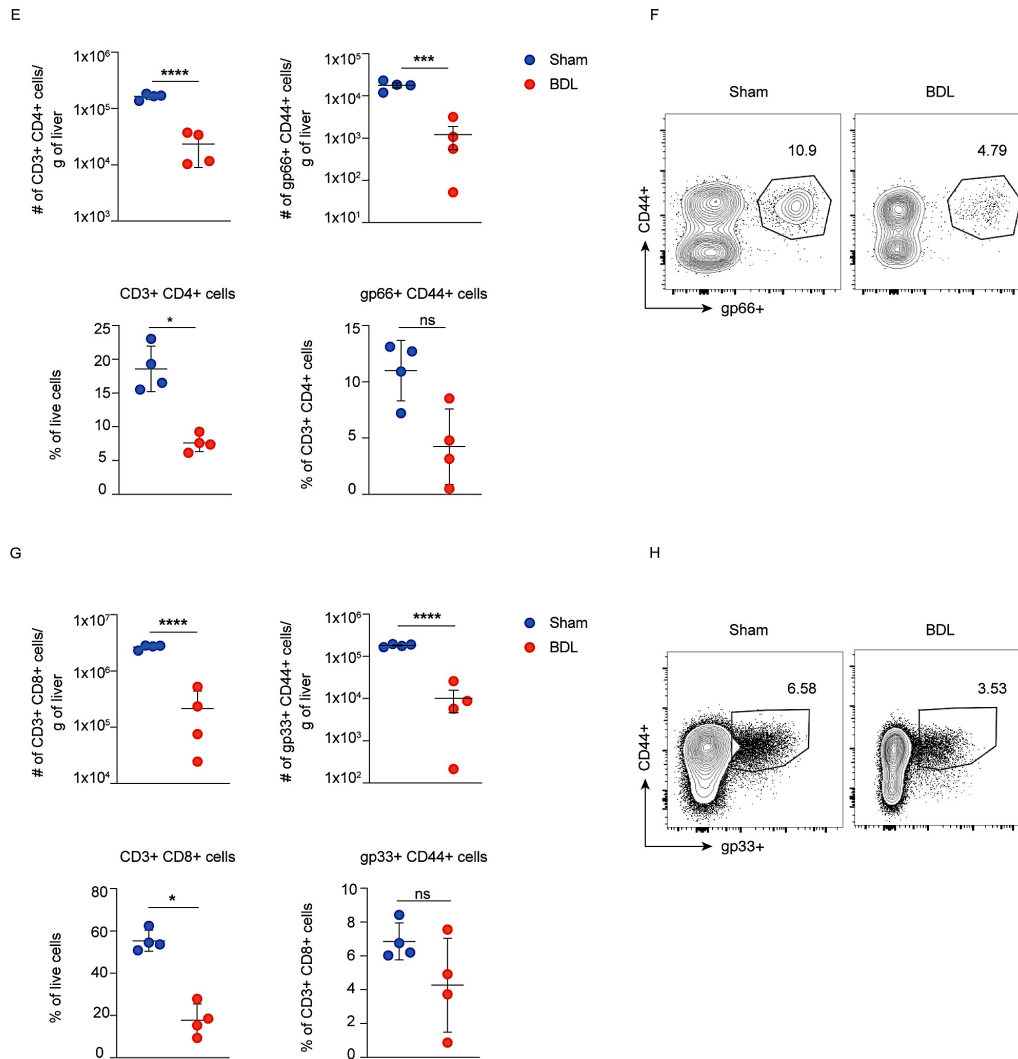 E
F
# of CD3+ CD4+ cells/
g of liver
1x10⁶
1x10⁵
1x10⁴
1x10³
****
# of gp66+ CD44+ cells/
g of liver
1x10⁵
1x10⁴
1x10³
1x10²
1x10¹
***
Sham
BDL
Sham
BDL
10.9
4.79
CD44+
gp66+
CD3+ CD4+ cells
% of live cells
25
20
15
10
5
0
*
gp66+ CD44+ cells
% of CD3+ CD4+ cells
15
10
5
0
ns
G
H
# of CD3+ CD8+ cells/
g of liver
1x10⁷
1x10⁶
1x10⁵
1x10⁴
****
# of gp33+ CD44+ cells/
g of liver
1x10⁶
1x10⁵
1x10⁴
1x10³
1x10²
****
Sham
BDL
Sham
BDL
6.58
3.53
CD44+
gp33+
CD3+ CD8+ cells
% of live cells
80
60
40
20
0
*
gp33+ CD44+ cells
% of CD3+ CD8+ cells
10
8
6
4
2
0
ns